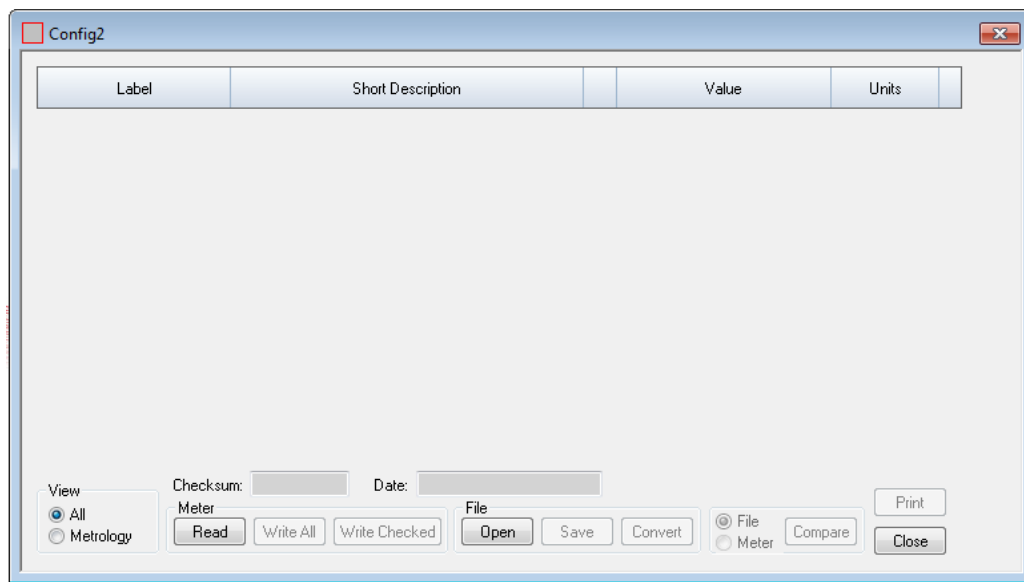 Config2
Label Short Description Value Units
Checksum: Date:
View
All
Metrology
Meter
Read Write All Write Checked
File
Open Save Convert
File
Meter
Compare
Print
Close